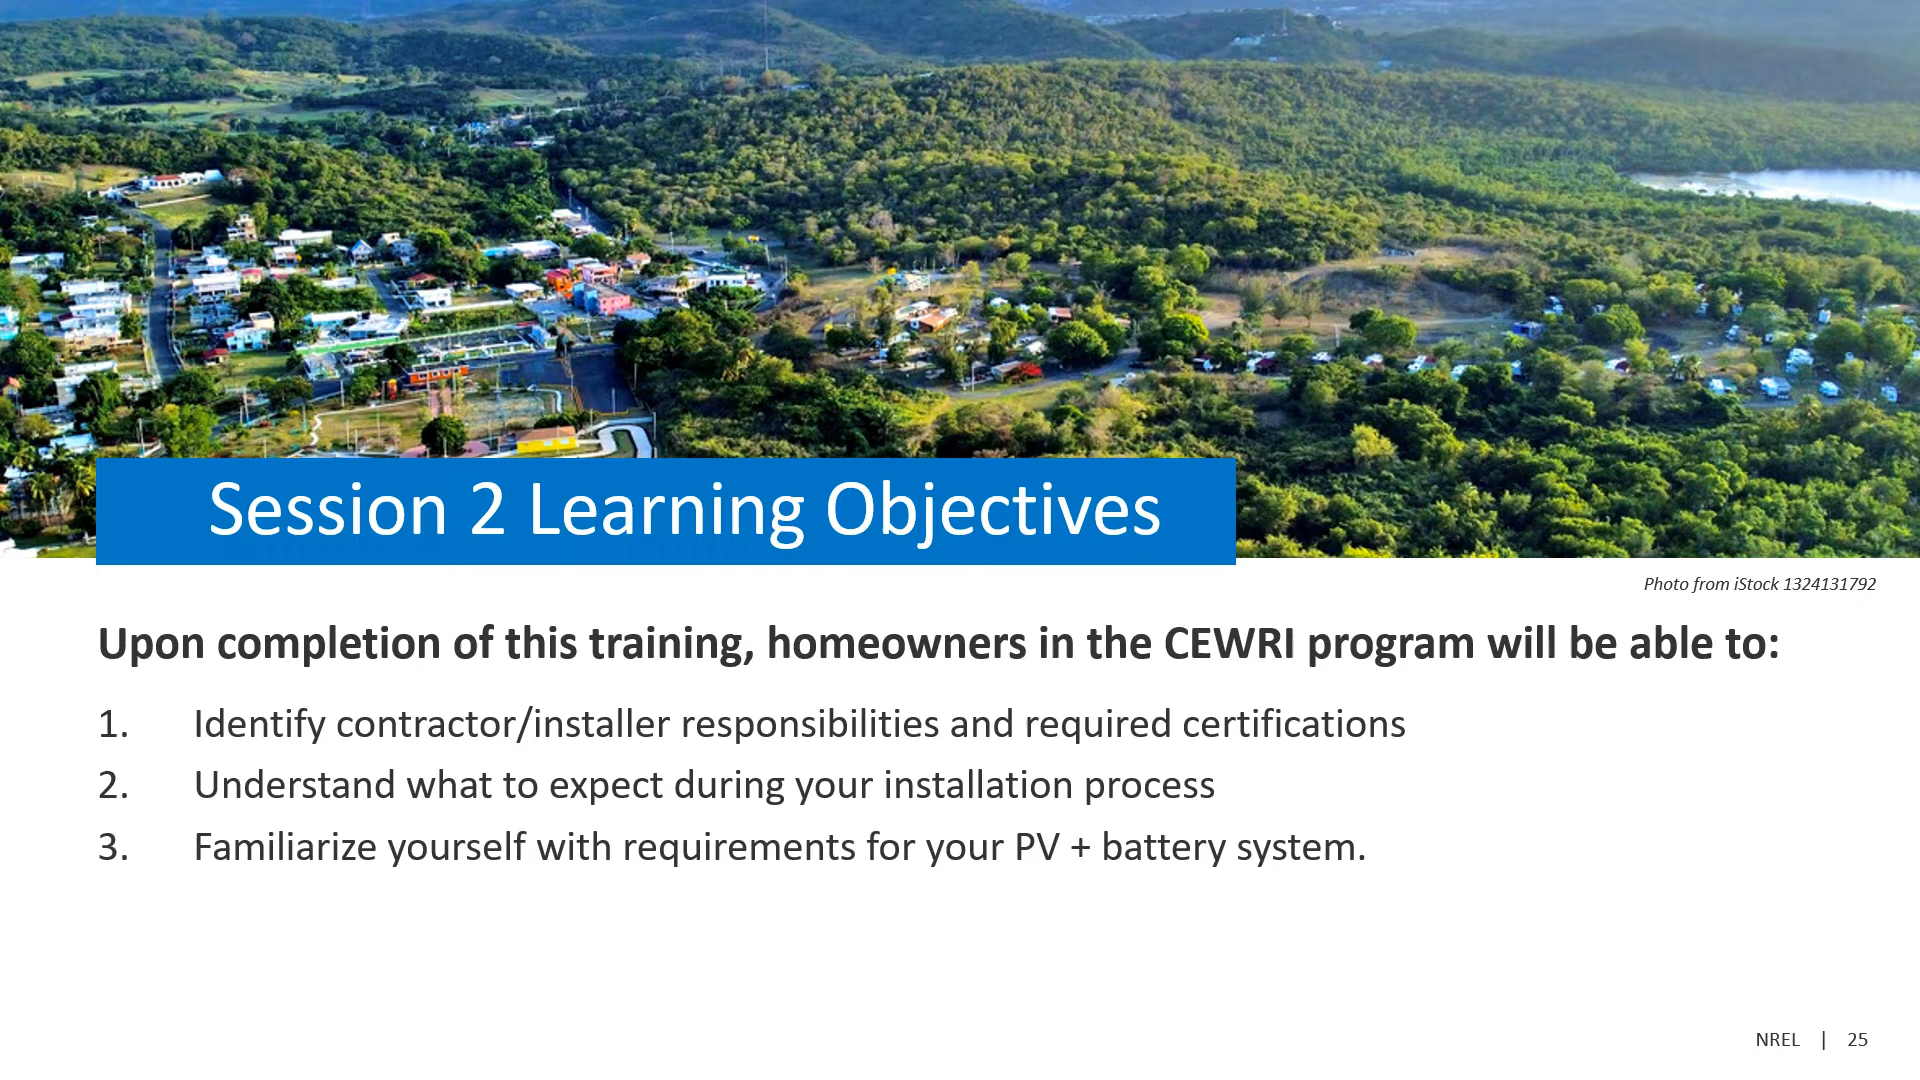 Session 2 Learning Objectives
Photo from iStock 1324131792
Upon completion of this training, homeowners in the CEWRI program will be able to:
1. Identify contractor/installer responsibilities and required certifications
2. Understand what to expect during your installation process
3. Familiarize yourself with requirements for your PV + battery system.
NREL | 25